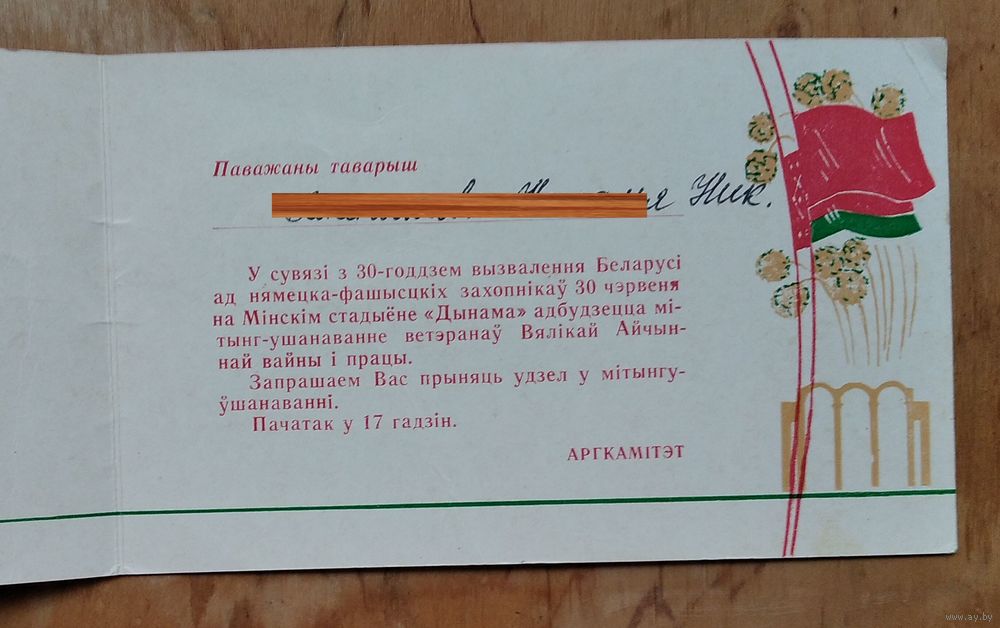 Паважаны таварыш
Ник.
У сувязі з 30-годдзем вызвалення Беларусі
ад нямецка-фашысцкіх захопнікаў 30 чэрвеня
на Мінскім стадыёне «Дынама» адбудзецца мі-
тынг-ушанаванне ветэранаў Вялікай Айчын-
най вайны і працы.
Запрашаем Вас прыняць удзел у мітынгу-
ўшанаванні.
Пачатак у 17 гадзін.
АРГКАМІТЭТ
www.ay.by